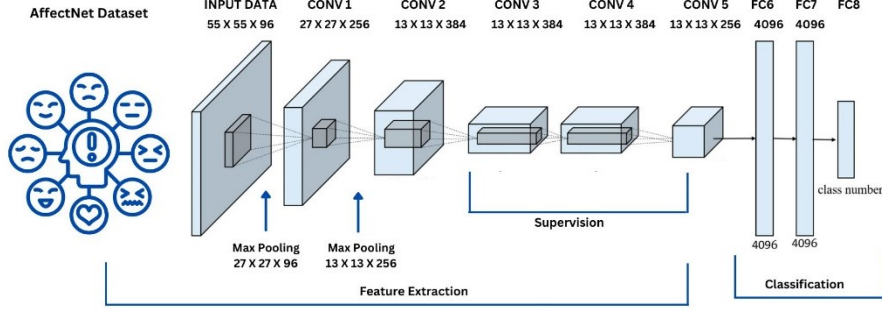 AffectNet Dataset
INPUT DATA
55 X 55 X 96
CONV 1
27 X 27 X 256
CONV 2
13 X 13 X 384
CONV 3
13 X 13 X 384
CONV 4
13 X 13 X 384
CONV 5
13 X 13 X 256
FC6
4096
FC7
4096
FC8
class number
4096
4096
Max Pooling
27 X 27 X 96
Max Pooling
13 X 13 X 256
Supervision
Feature Extraction
Classification